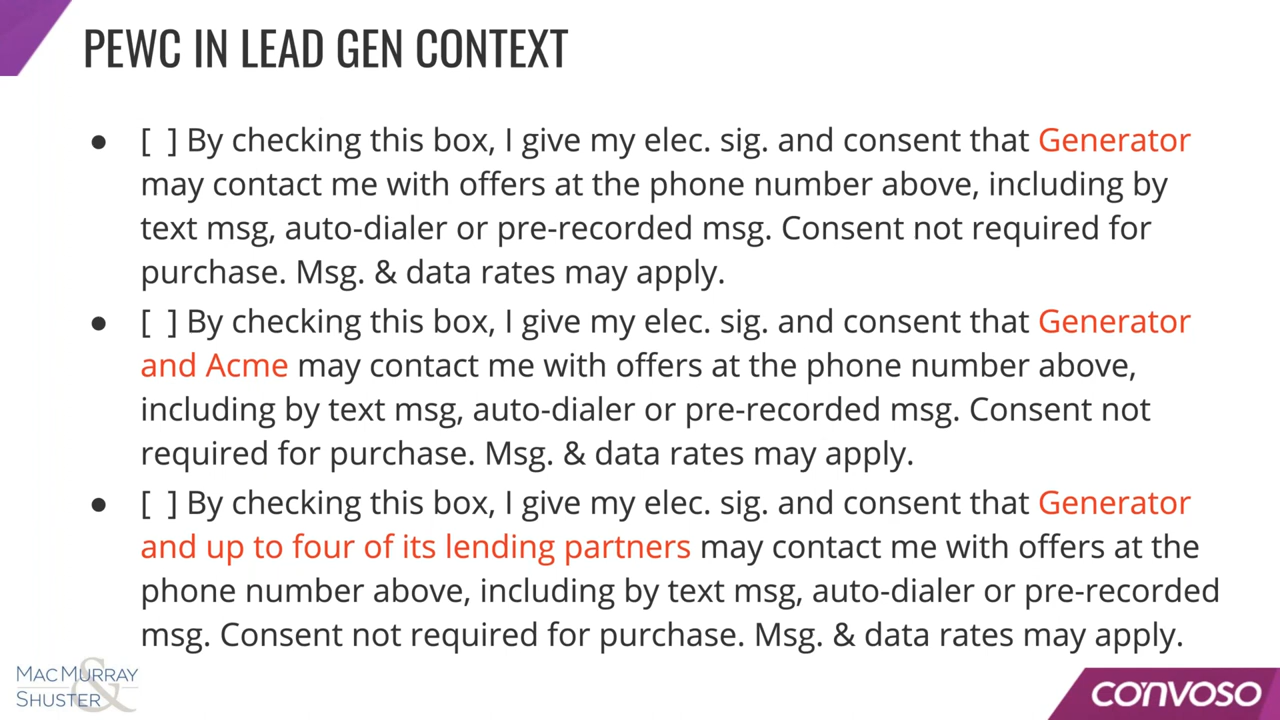 PEWC IN LEAD GEN CONTEXT
● [ ] By checking this box, I give my elec. sig. and consent that Generator
may contact me with offers at the phone number above, including by
text msg, auto-dialer or pre-recorded msg. Consent not required for
purchase. Msg. & data rates may apply.
● [ ] By checking this box, I give my elec. sig. and consent that Generator
and Acme may contact me with offers at the phone number above,
including by text msg, auto-dialer or pre-recorded msg. Consent not
required for purchase. Msg. & data rates may apply.
● [ ] By checking this box, I give my elec. sig. and consent that Generator
and up to four of its lending partners may contact me with offers at the
phone number above, including by text msg, auto-dialer or pre-recorded
msg. Consent not required for purchase. Msg. & data rates may apply.
MACMURRAY
& SHUSTER
CONVOSO